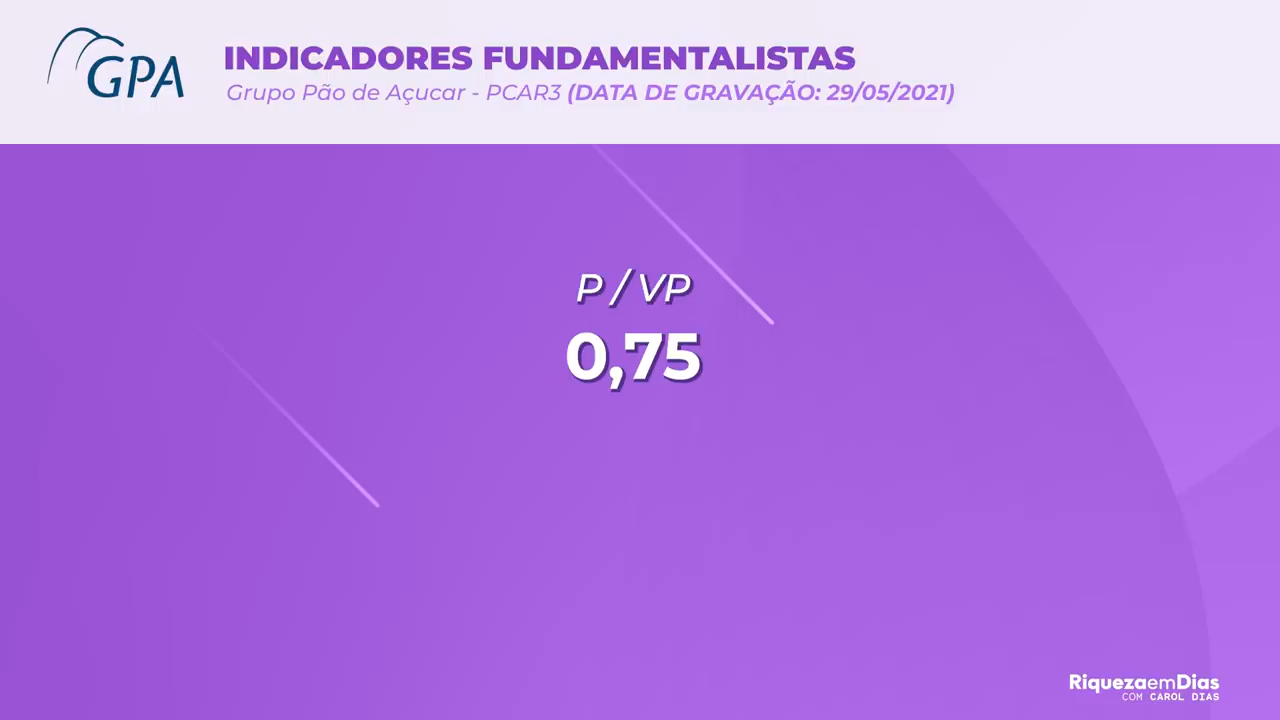 GPA
INDICADORES FUNDAMENTALISTAS
Grupo Pão de Açucar - PCAR3 (DATA DE GRAVAÇÃO: 29/05/2021)
P / VP
0,75
RiquezaemDias
COM CAROL DIAS